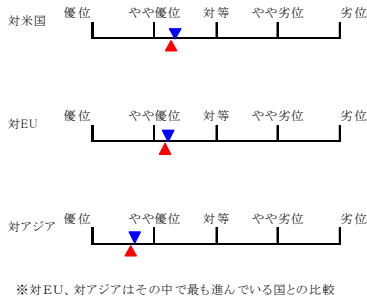 対米国
優位 やや優位 対等 やや劣位 劣位
対EU
優位 やや優位 対等 やや劣位 劣位
対アジア
優位 やや優位 対等 やや劣位 劣位
※対EU、対アジアはその中で最も進んでいる国との比較